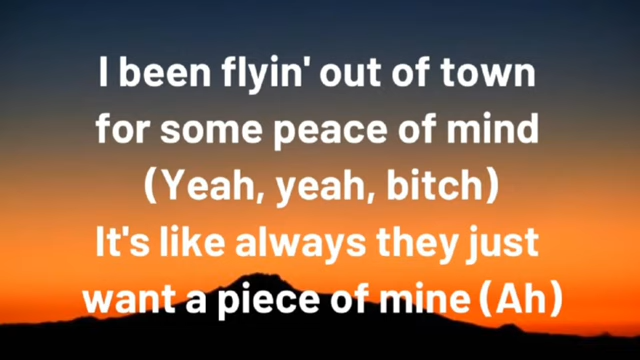 I been flyin' out of town
for some peace of mind
(Yeah, yeah, bitch)
It's like always they just
want a piece of mine (Ah)